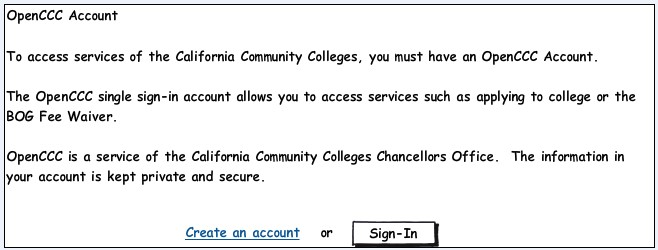 OpenCCC Account
To access services of the California Community Colleges, you must have an OpenCCC Account.
The OpenCCC single sign-in account allows you to access services such as applying to college or the
BOG Fee Waiver.
OpenCCC is a service of the California Community Colleges Chancellors Office. The information in
your account is kept private and secure.
Create an account or Sign-In